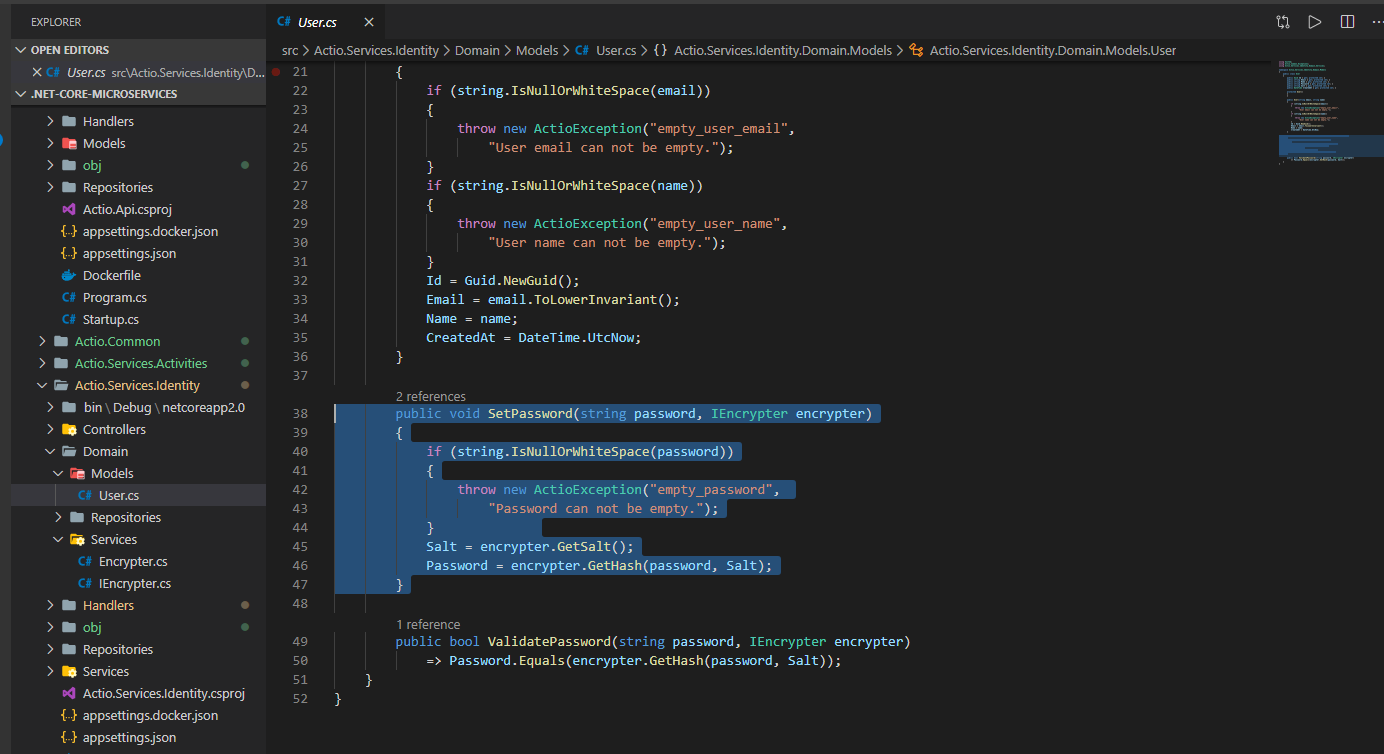 EXPLORER
OPEN EDITORS
User.cs src\Actio.Services.Identity\D...
.NET-CORE-MICROSERVICES
Handlers
Models
obj
Repositories
Actio.Api.csproj
appsettings.docker.json
appsettings.json
Dockerfile
Program.cs
Startup.cs
Actio.Common
Actio.Services.Activities
Actio.Services.Identity
bin \ Debug \ netcoreapp2.0
Controllers
Domain
Models
C# User.cs
Repositories
Services
C# Encrypter.cs
C# IEncrypter.cs
Handlers
obj
Repositories
Services
Actio.Services.Identity.csproj
appsettings.docker.json
appsettings.json
C# User.cs
src > Actio.Services.Identity > Domain > Models > C# User.cs > {} Actio.Services.Identity.Domain.Models > Actio.Services.Identity.Domain.Models.User
21 {
22 if (string.IsNullOrWhiteSpace(email))
23 {
24 throw new ActioException("empty_user_email",
25 "User email can not be empty.");
26 }
27 if (string.IsNullOrWhiteSpace(name))
28 {
29 throw new ActioException("empty_user_name",
30 "User name can not be empty.");
31 }
32 Id = Guid.NewGuid();
33 Email = email.ToLowerInvariant();
34 Name = name;
35 CreatedAt = DateTime.UtcNow;
36 }
37
2 references
38 public void SetPassword(string password, IEncrypter encrypter)
39 {
40 if (string.IsNullOrWhiteSpace(password))
41 {
42 throw new ActioException("empty_password",
43 "Password can not be empty.");
44 }
45 Salt = encrypter.GetSalt();
46 Password = encrypter.GetHash(password, Salt);
47 }
48
1 reference
49 public bool ValidatePassword(string password, IEncrypter encrypter)
50 => Password.Equals(encrypter.GetHash(password, Salt));
51 }
52 }